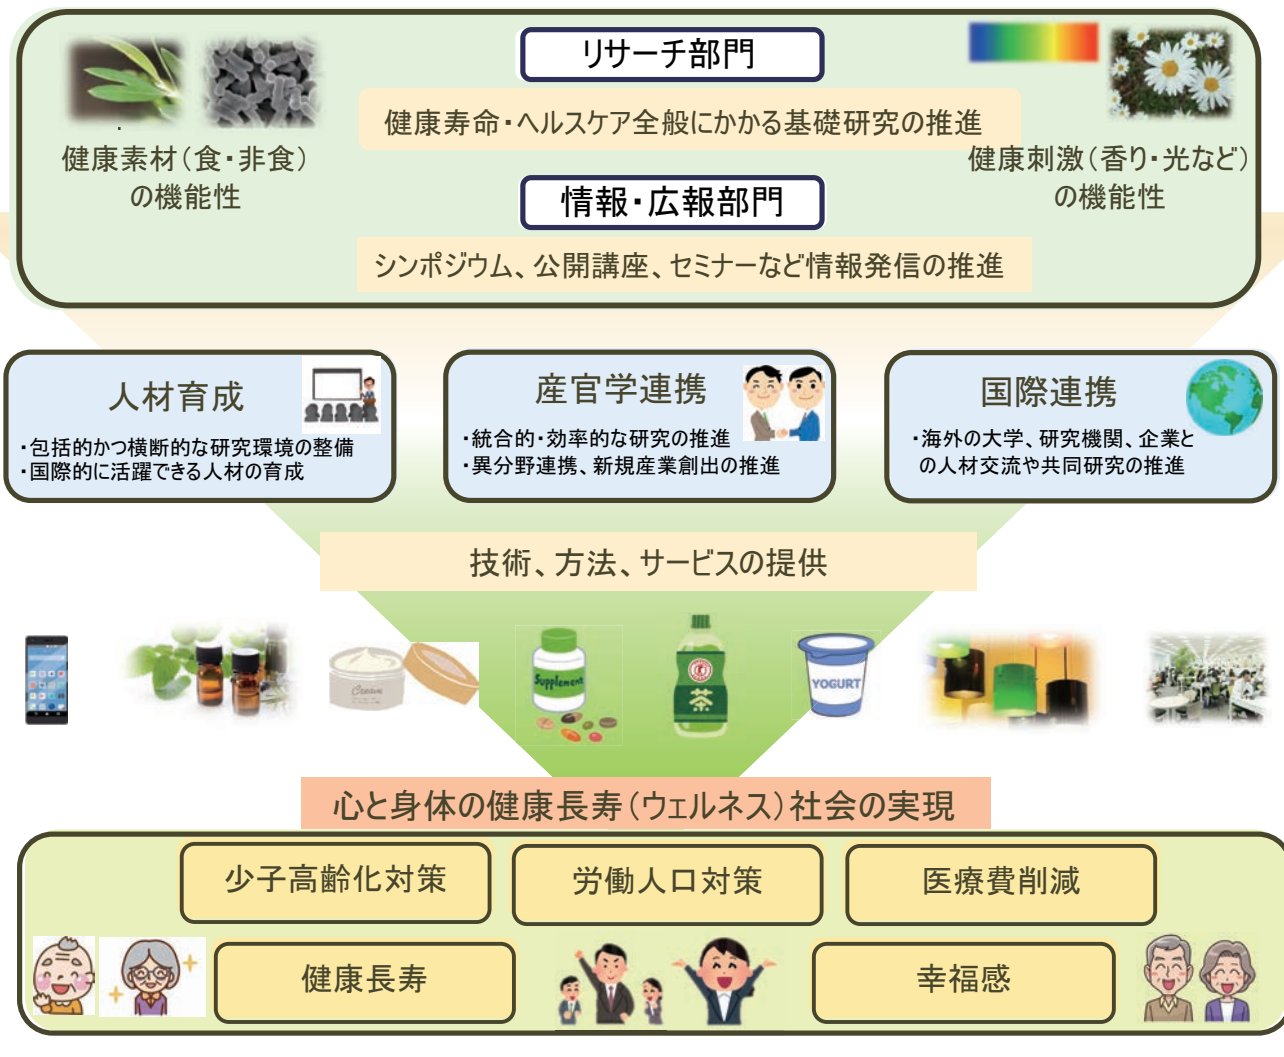 リサーチ部門
健康寿命・ヘルスケア全般にかかる基礎研究の推進
健康素材（食・非食）
の機能性
健康刺激（香り・光など）
の機能性
情報・広報部門
シンポジウム、公開講座、セミナーなど情報発信の推進
人材育成
・包括的かつ横断的な研究環境の整備
・国際的に活躍できる人材の育成
産官学連携
・統合的・効率的な研究の推進
・異分野連携、新規産業創出の推進
国際連携
・海外の大学、研究機関、企業と
の人材交流や共同研究の推進
技術、方法、サービスの提供
Cream
Supplement
茶
YOGURT
心と身体の健康長寿（ウェルネス）社会の実現
少子高齢化対策
労働人口対策
医療費削減
健康長寿
幸福感